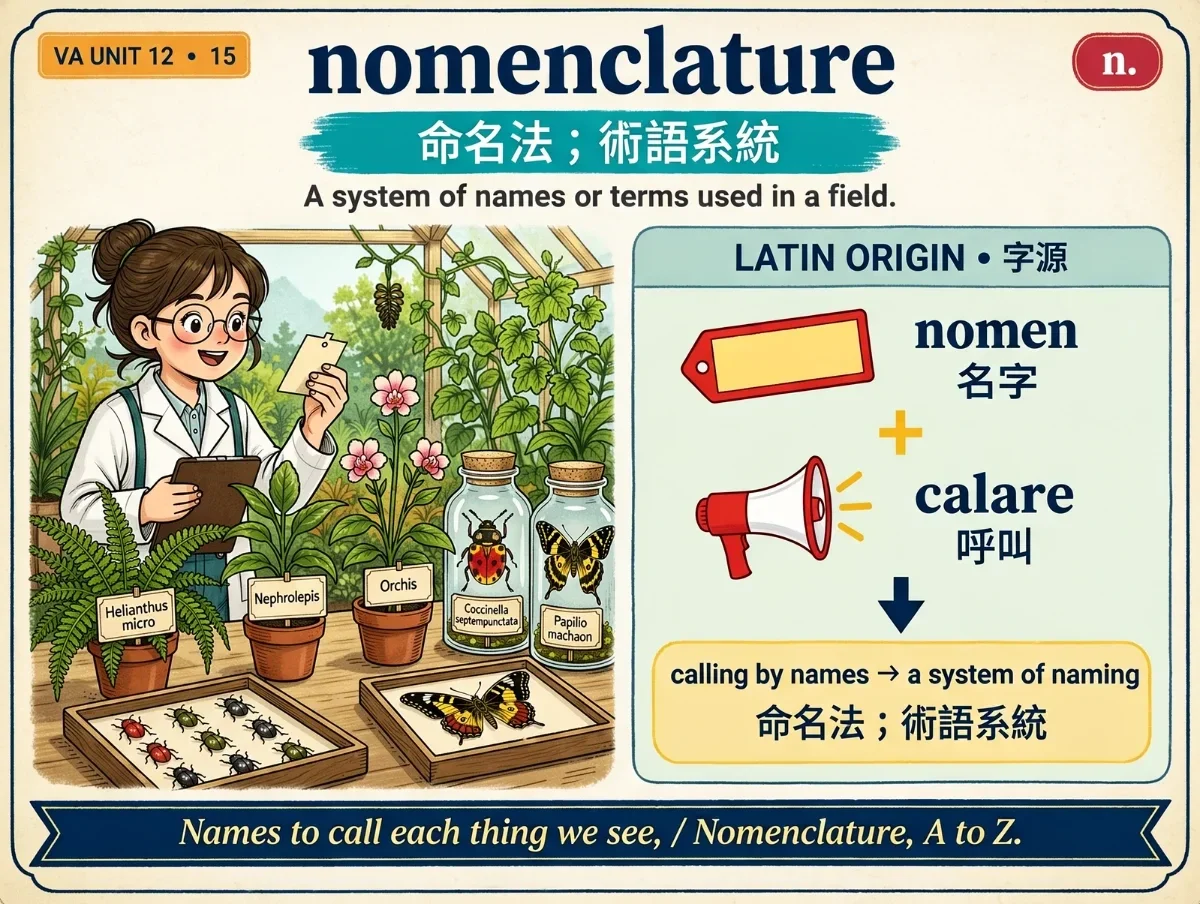 VA UNIT 12 • 15
nomenclature
n.
命名法；術語系統
A system of names or terms used in a field.
Helianthus
micro
Nephrolepis
Orchis
Coccinella
septempunctata
Papilio
machaon
LATIN ORIGIN • 字源
nomen
名字
+
calare
呼叫
calling by names → a system of naming
命名法；術語系統
Names to call each thing we see, / Nomenclature, A to Z.